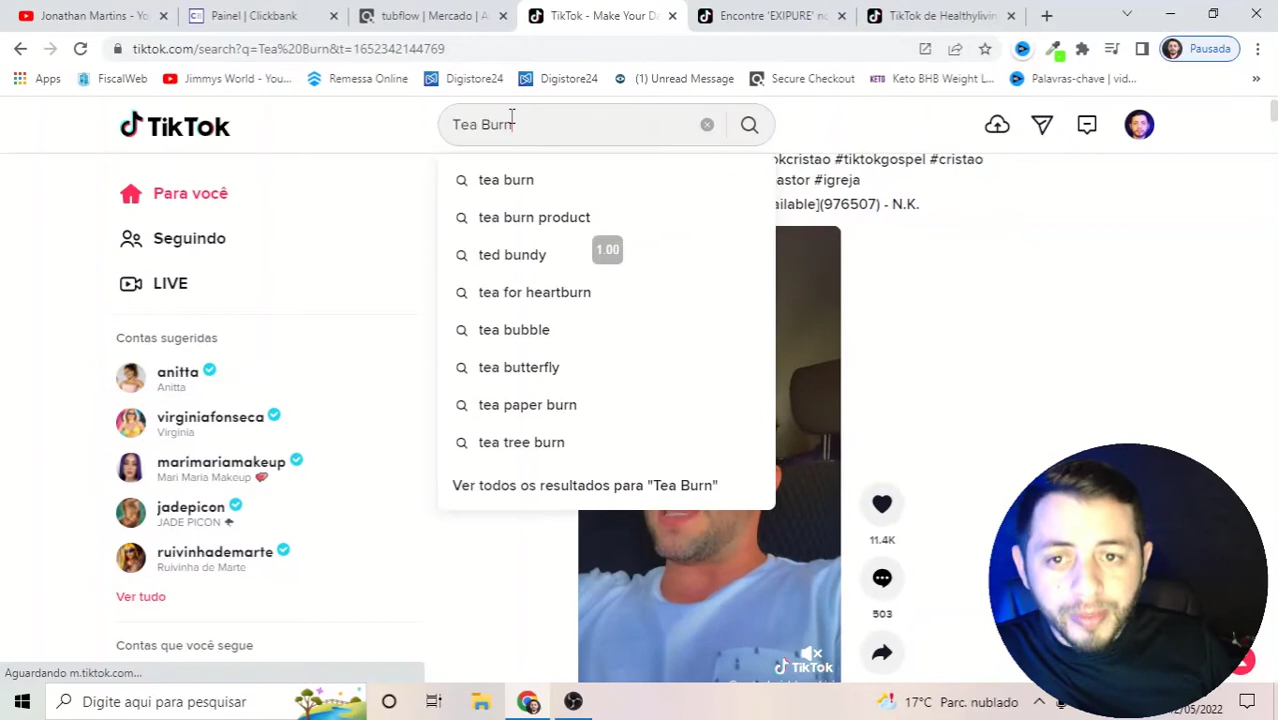 Jonathan Martins - Yo
Painel | Clickbank
tubflow | Mercado | A
TikTok - Make Your Da
Encontre 'EXIPURE' no
TikTok de Healthylivin
tiktok.com/search?q=Tea%20Burn&t=1652342144769
Pausada
Apps
FiscalWeb
Jimmys World - You...
Remessa Online
Digistore24
Digistore24
(1) Unread Message
Secure Checkout
Keto BHB Weight L...
Palavras-chave | vid...
TikTok
Tea Burn
okcristao #tiktokgospel #cristao
astor #igreja
ailable](976507) - N.K.
Para você
Seguindo
LIVE
tea burn
tea burn product
ted bundy
1.00
tea for heartburn
tea bubble
tea butterfly
tea paper burn
tea tree burn
Ver todos os resultados para "Tea Burn"
Contas sugeridas
anitta
Anitta
virginiafonseca
Virginia
marimariamakeup
Mari Maria Makeup
jadepicon
JADE PICON
ruivinhademarte
Ruivinha de Marte
Ver tudo
Contas que você segue
11.4K
503
TikTok
Aguardando m.tiktok.com...
Digite aqui para pesquisar
17°C Parc. nublado
12/05/2022